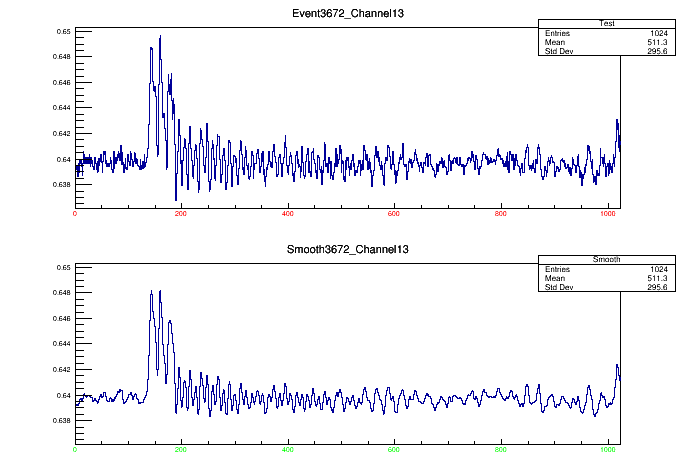 Event3672_Channel13
Test
Entries 1024
Mean 511.3
Std Dev 295.6
0.65
0.648
0.646
0.644
0.642
0.64
0.638
0 200 400 600 800 1000
Smooth3672_Channel13
Smooth
Entries 1024
Mean 511.3
Std Dev 295.6
0.65
0.648
0.646
0.644
0.642
0.64
0.638
0 200 400 600 800 1000